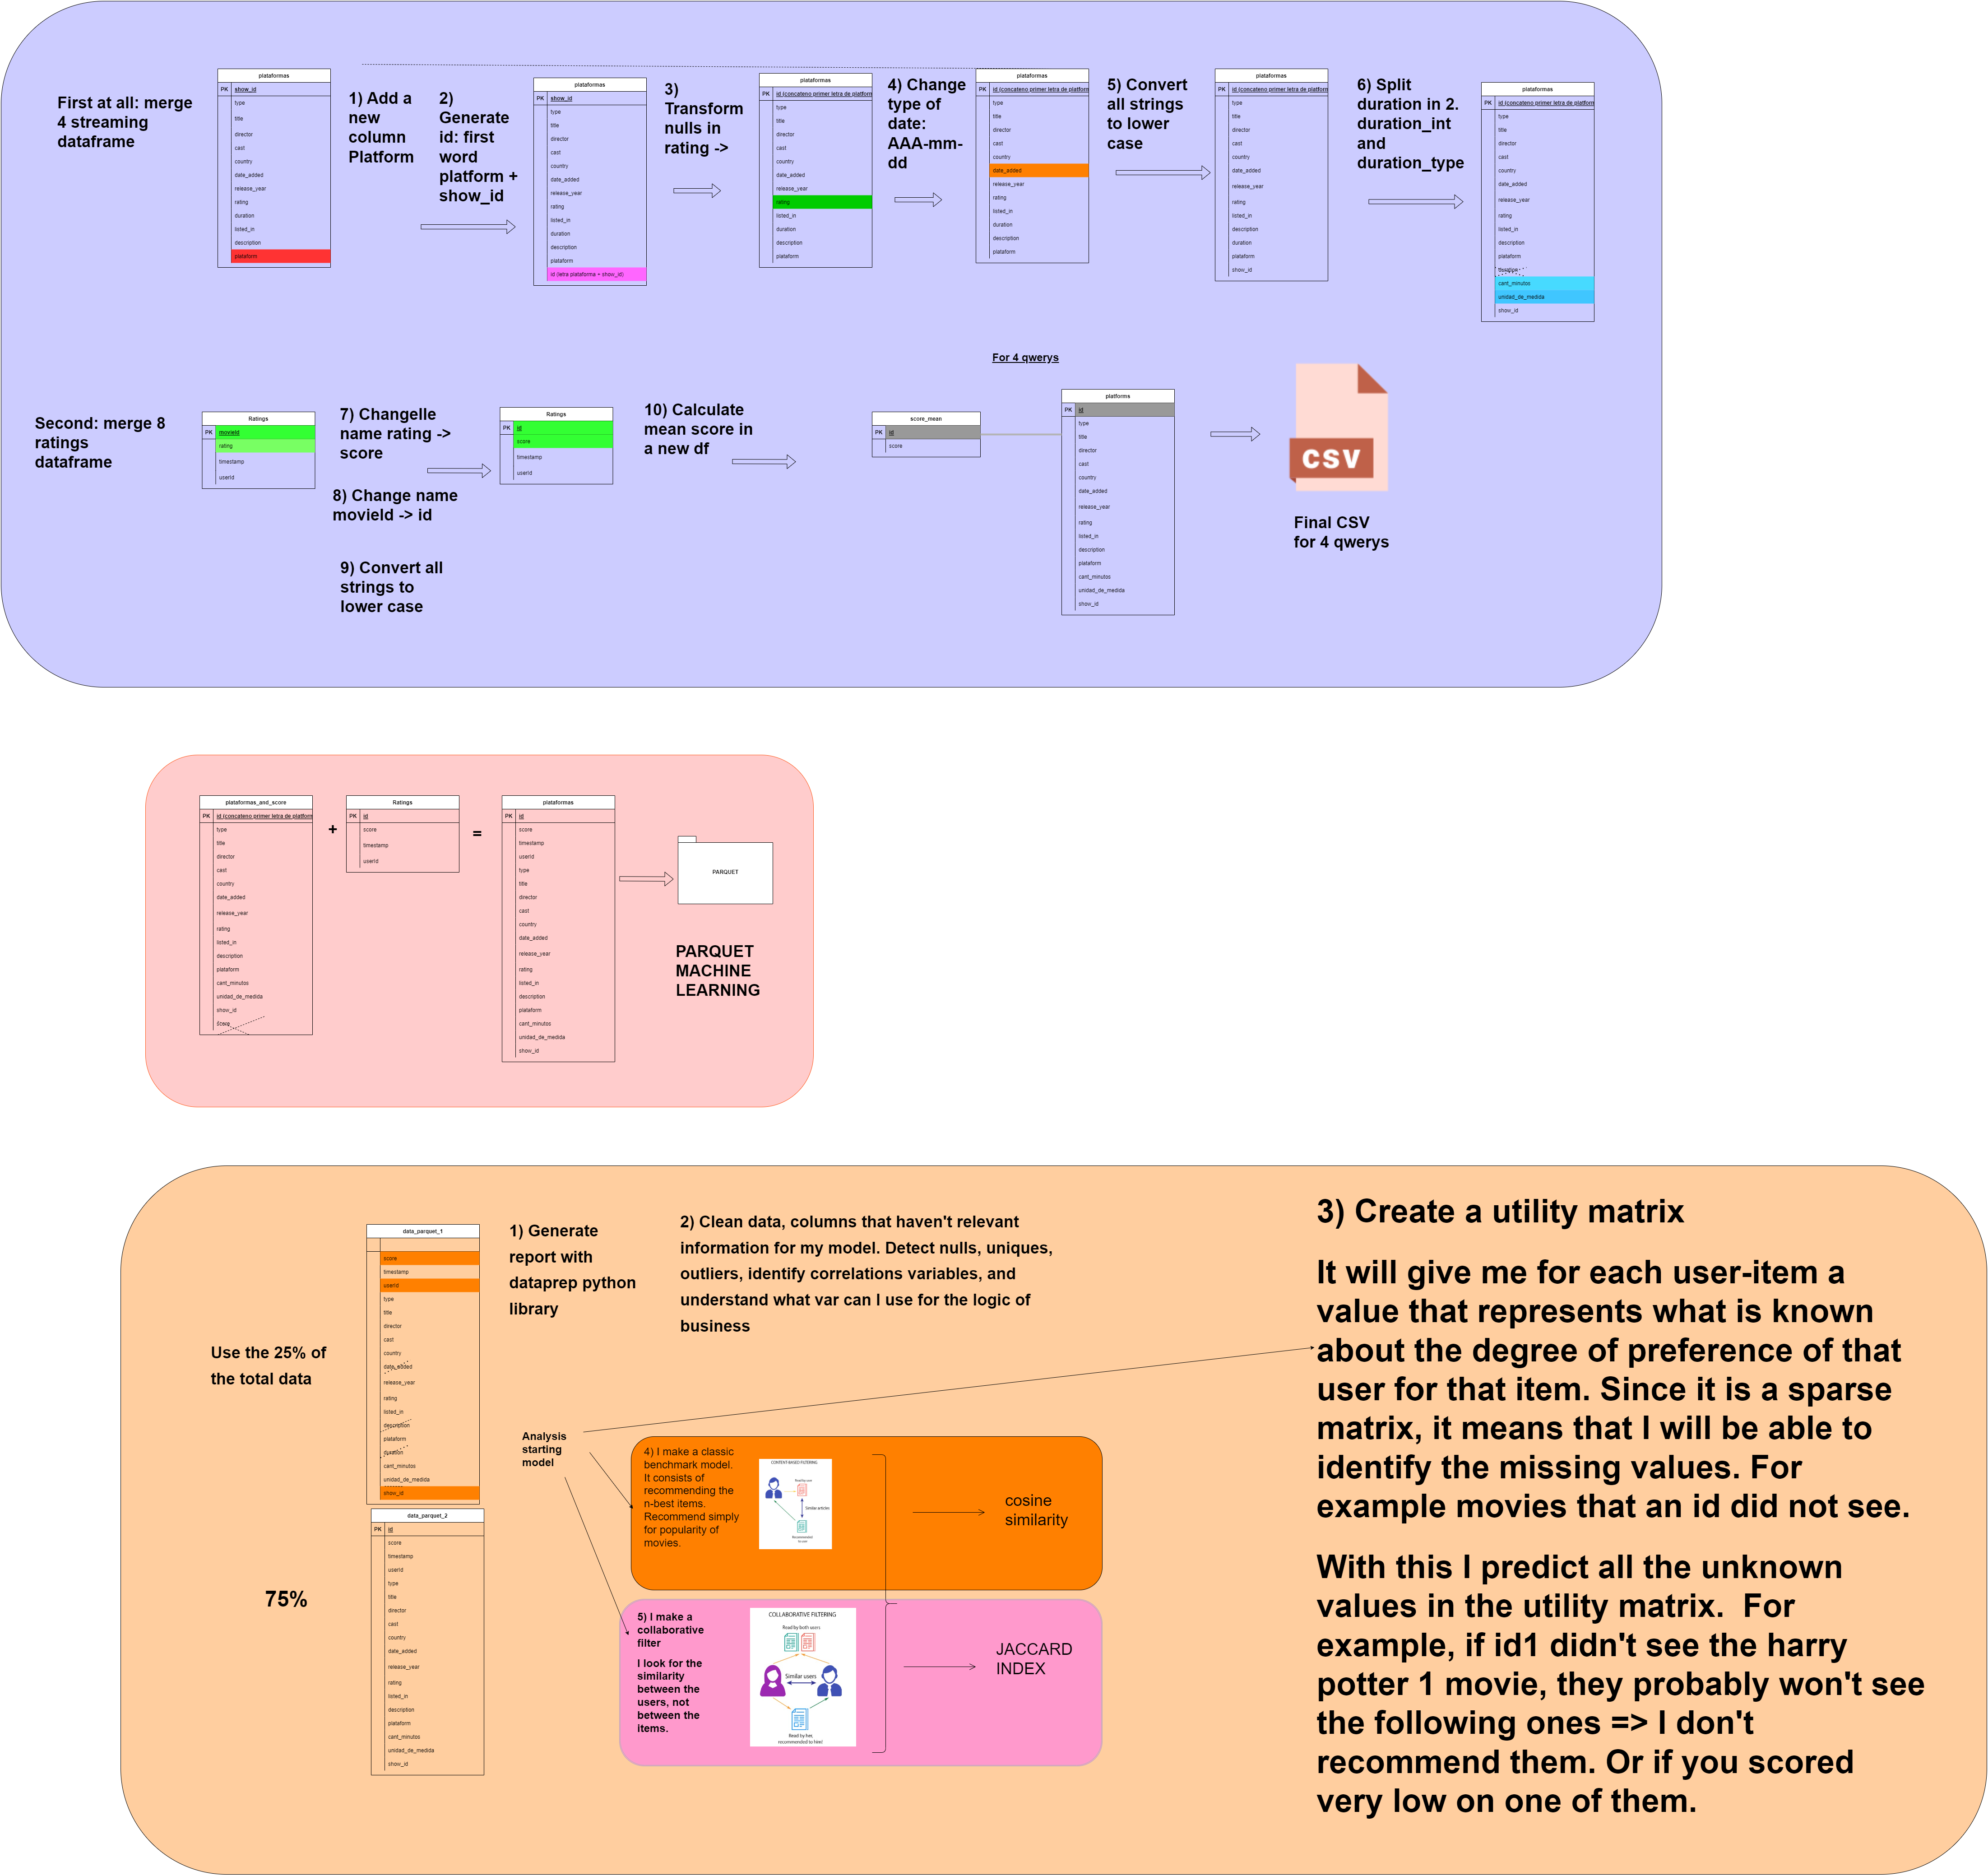 First at all: merge
4 streaming
dataframe
plataformas
PK show_id
type
title
director
cast
country
date_added
release_year
rating
duration
listed_in
description
plataform
1) Add a
new
column
Platform
2)
Generate
id: first
word
platform +
show_id
plataformas
PK show_id
type
title
director
cast
country
date_added
release_year
rating
listed_in
duration
description
plataform
id (letra plataforma + show_id)
3)
Transform
nulls in
rating ->
plataformas
PK id (concateno primer letra de platform
type
title
director
cast
country
date_added
release_year
rating
listed_in
duration
description
plataform
4) Change
type of
date:
AAA-mm-
dd
plataformas
PK id (concateno primer letra de platform
type
title
director
cast
country
date_added
release_year
rating
listed_in
duration
description
plataform
5) Convert
all strings
to lower
case
plataformas
PK id (concateno primer letra de platform
type
title
director
cast
country
date_added
release_year
rating
listed_in
description
duration
plataform
show_id
6) Split
duration in 2.
duration_int
and
duration_type
plataformas
PK id (concateno primer letra de platform
type
title
director
cast
country
date_added
release_year
rating
listed_in
description
plataform
duration
cant_minutos
unidad_de_medida
show_id
Second: merge 8
ratings
dataframe
Ratings
PK movieId
rating
timestamp
userid
7) Changelle
name rating ->
score
8) Change name
movield -> id
9) Convert all
strings to
lower case
Ratings
PK id
score
timestamp
userid
10) Calculate
mean score in
a new df
score_mean
PK id
score
For 4 qwerys
platforms
PK id
type
title
director
cast
country
date_added
release_year
rating
listed_in
description
plataform
cant_minutos
unidad_de_medida
show_id
CSV
Final CSV
for 4 qwerys
plataformas_and_score
PK id (concateno primer letra de platform
type
title
director
cast
country
date_added
release_year
rating
listed_in
description
plataform
cant_minutos
unidad_de_medida
show_id
score
+
Ratings
PK id
score
timestamp
userid
=
plataformas
PK id
score
timestamp
userid
type
title
director
cast
country
date_added
release_year
rating
listed_in
description
plataform
cant_minutos
unidad_de_medida
show_id
PARQUET
PARQUET
MACHINE
LEARNING
Use the 25% of
the total data
data_parquet_1
score
timestamp
userid
type
title
director
cast
country
date_added
release_year
rating
listed_in
description
plataform
duration
cant_minutos
unidad_de_medida
show_id
75%
data_parquet_2
PK id
score
timestamp
userid
type
title
director
cast
country
date_added
release_year
rating
listed_in
description
plataform
cant_minutos
unidad_de_medida
show_id
1) Generate
report with
dataprep python
library
2) Clean data, columns that haven't relevant
information for my model. Detect nulls, uniques,
outliers, identify correlations variables, and
understand what var can I use for the logic of
business
Analysis
starting
model
4) I make a classic
benchmark model.
It consists of
recommending the
n-best items.
Recommend simply
for popularity of
movies.
CONTENT-BASED FILTERING
Read by user
Similar articles
Recommended
to user
cosine
similarity
5) I make a
collaborative
filter
I look for the
similarity
between the
users, not
between the
items.
COLLABORATIVE FILTERING
Read by both users
Similar users
Read by her,
recommended to him!
JACCARD
INDEX
3) Create a utility matrix
It will give me for each user-item a
value that represents what is known
about the degree of preference of that
user for that item. Since it is a sparse
matrix, it means that I will be able to
identify the missing values. For
example movies that an id did not see.
With this I predict all the unknown
values in the utility matrix.  For
example, if id1 didn't see the harry
potter 1 movie, they probably won't see
the following ones => I don't
recommend them. Or if you scored
very low on one of them.